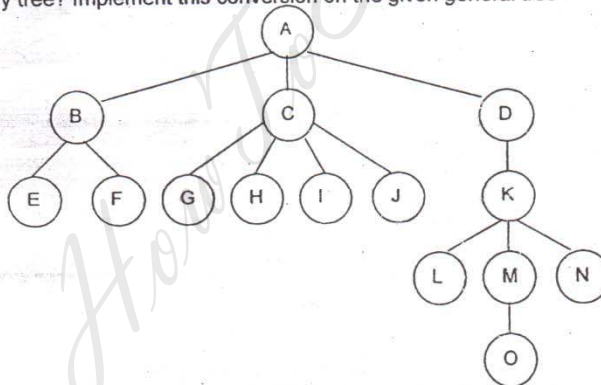 y tree? Implement this conversion on the given general tree
A
B C D
E F G H I J K
L M N
O